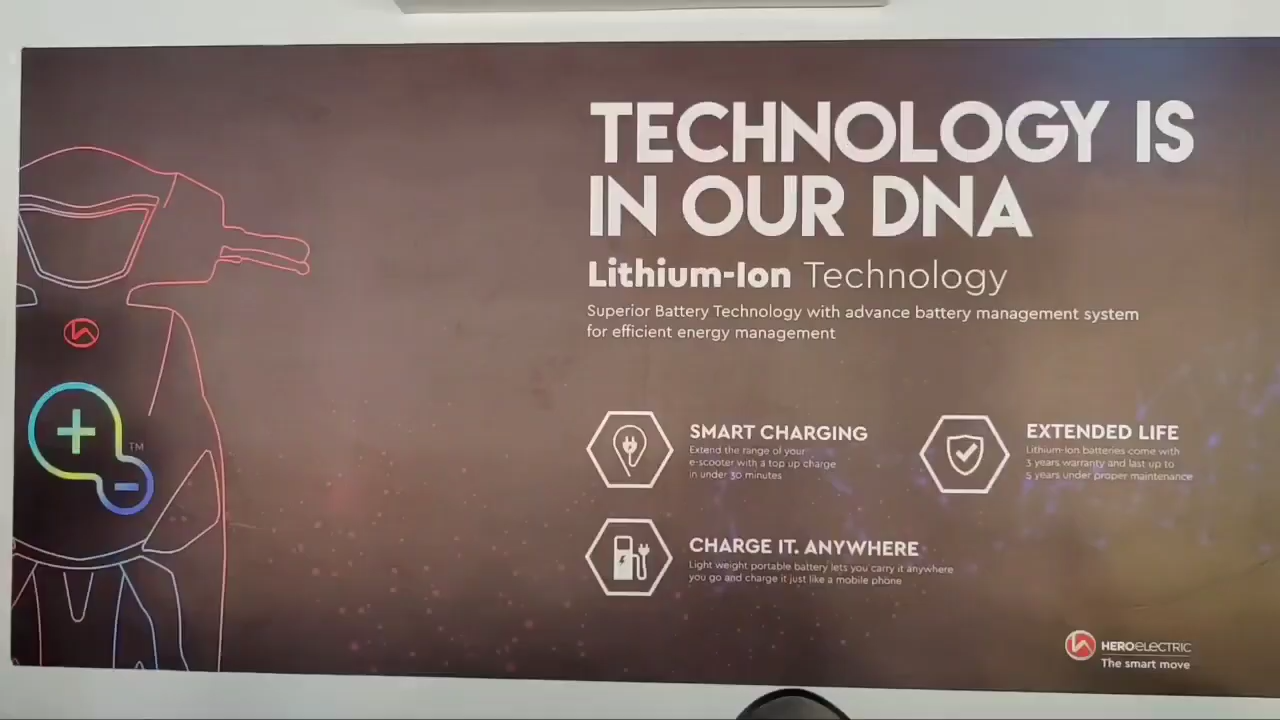 TECHNOLOGY IS
IN OUR DNA
Lithium-Ion Technology
Superior Battery Technology with advance battery management system
for efficient energy management
SMART CHARGING
Extend the range of your
e-scooter with a top up charge
in under 30 minutes
EXTENDED LIFE
Lithium-Ion batteries come with
3 years warranty and last up to
5 years under proper maintenance
CHARGE IT. ANYWHERE
Light weight portable battery lets you carry it anywhere
you go and charge it just like a mobile phone
+
TM
-
HERO ELECTRIC
The smart move